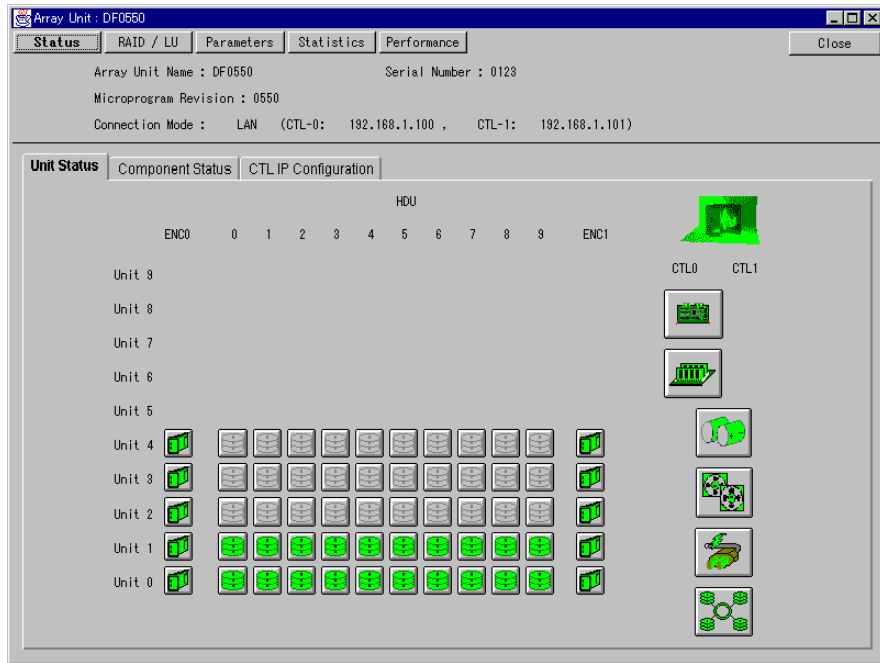 Array Unit : DF0550
Status RAID / LU Parameters Statistics Performance Close
Array Unit Name : DF0550 Serial Number : 0123
Microprogram Revision : 0550
Connection Mode : LAN (CTL-0: 192.168.1.100 , CTL-1: 192.168.1.101)
Unit Status Component Status CTL IP Configuration
HDU
ENC0 0 1 2 3 4 5 6 7 8 9 ENC1
CTL0 CTL1
Unit 9
Unit 8
Unit 7
Unit 6
Unit 5
Unit 4
Unit 3
Unit 2
Unit 1
Unit 0